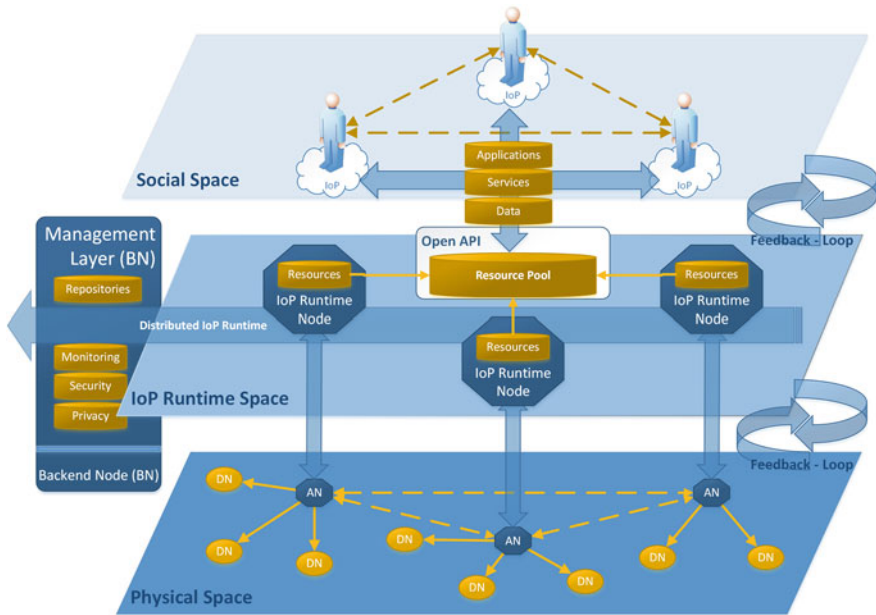 IoP
IoP
IoP
Applications
Services
Data
Social Space
Feedback - Loop
Management
Layer (BN)
Repositories
Monitoring
Security
Privacy
Backend Node (BN)
Open API
Resource Pool
Resources
IoP Runtime
Node
Resources
IoP Runtime
Node
Resources
IoP Runtime
Node
Distributed IoP Runtime
IoP Runtime Space
Feedback - Loop
DN
AN
DN
DN
DN
AN
DN
DN
AN
DN
DN
DN
Physical Space